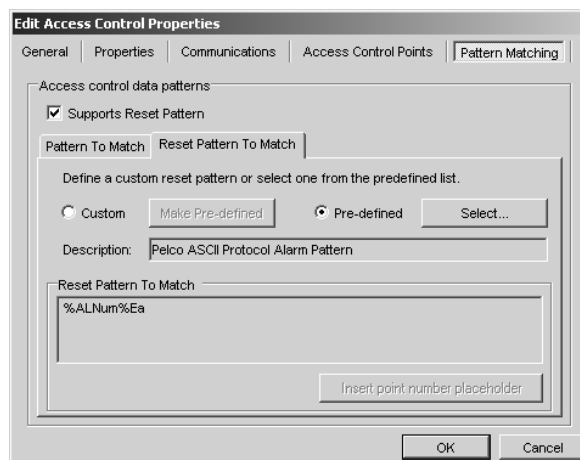 Edit Access Control Properties
General Properties Communications Access Control Points Pattern Matching
Access control data patterns
Supports Reset Pattern
Pattern To Match Reset Pattern To Match
Define a custom reset pattern or select one from the predefined list.
Custom Make Pre-defined Pre-defined Select...
Description: Pelco ASCII Protocol Alarm Pattern
Reset Pattern To Match
%ALNum%Ea
Insert point number placeholder
OK Cancel